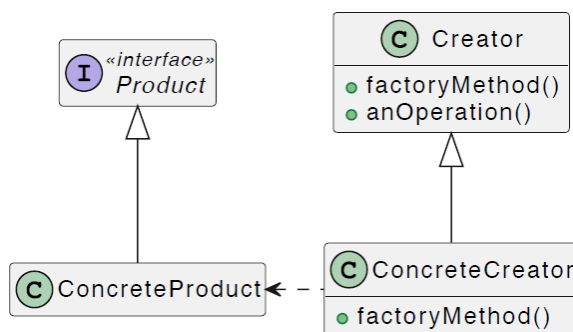 I «interface»
Product
C Creator
factoryMethod()
anOperation()
C ConcreteProduct
C ConcreteCreator
factoryMethod()